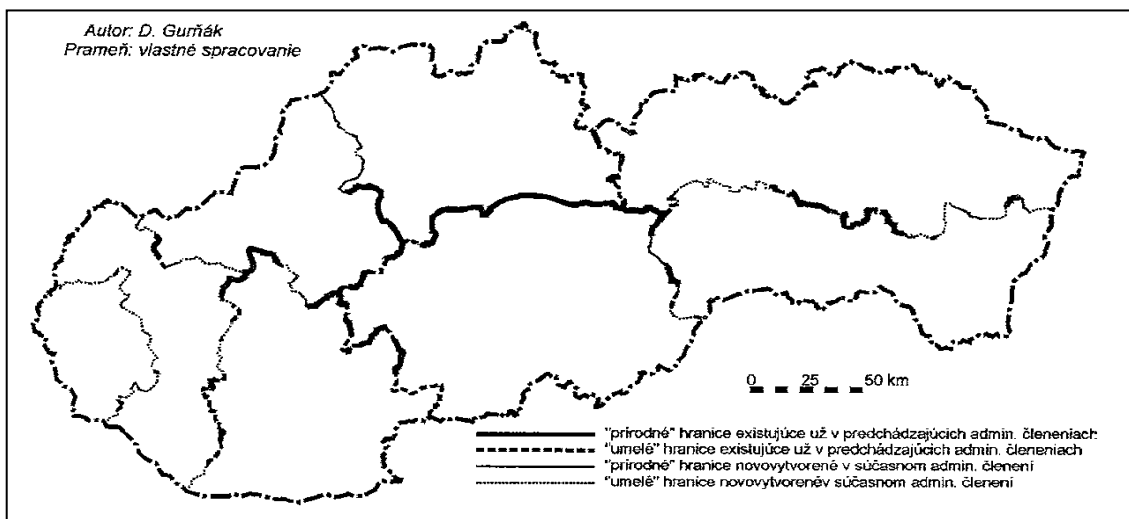 Autor: D. Gurňák
Prameň: vlastné spracovanie
0 25 50 km
"prírodné" hranice existujúce už v predchádzajúcich admin. členeniach
"umelé" hranice existujúce už v predchádzajúcich admin. členeniach
"prírodné" hranice novovytvorené v súčasnom admin. členení
"umelé" hranice novovytvorenév súčasnom admin. členení